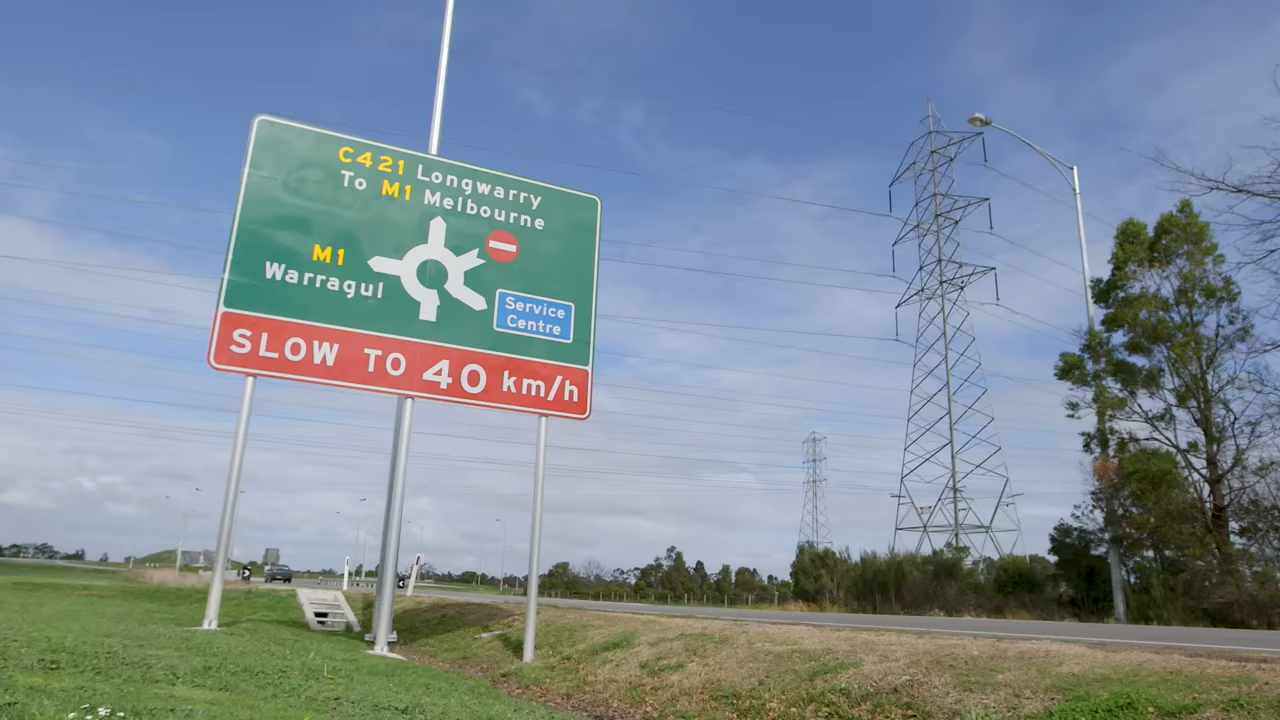 C421 Longwarry
To M1 Melbourne
M1
Warragul
Service
Centre
SLOW TO 40 km/h